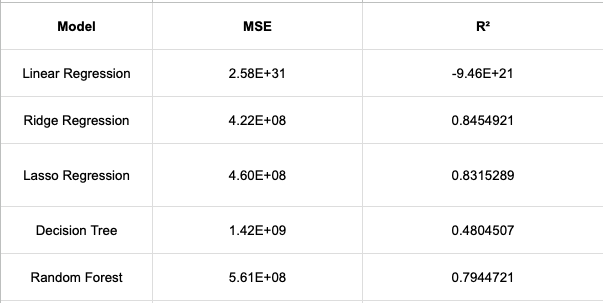 Model MSE R²
Linear Regression 2.58E+31 -9.46E+21
Ridge Regression 4.22E+08 0.8454921
Lasso Regression 4.60E+08 0.8315289
Decision Tree 1.42E+09 0.4804507
Random Forest 5.61E+08 0.7944721